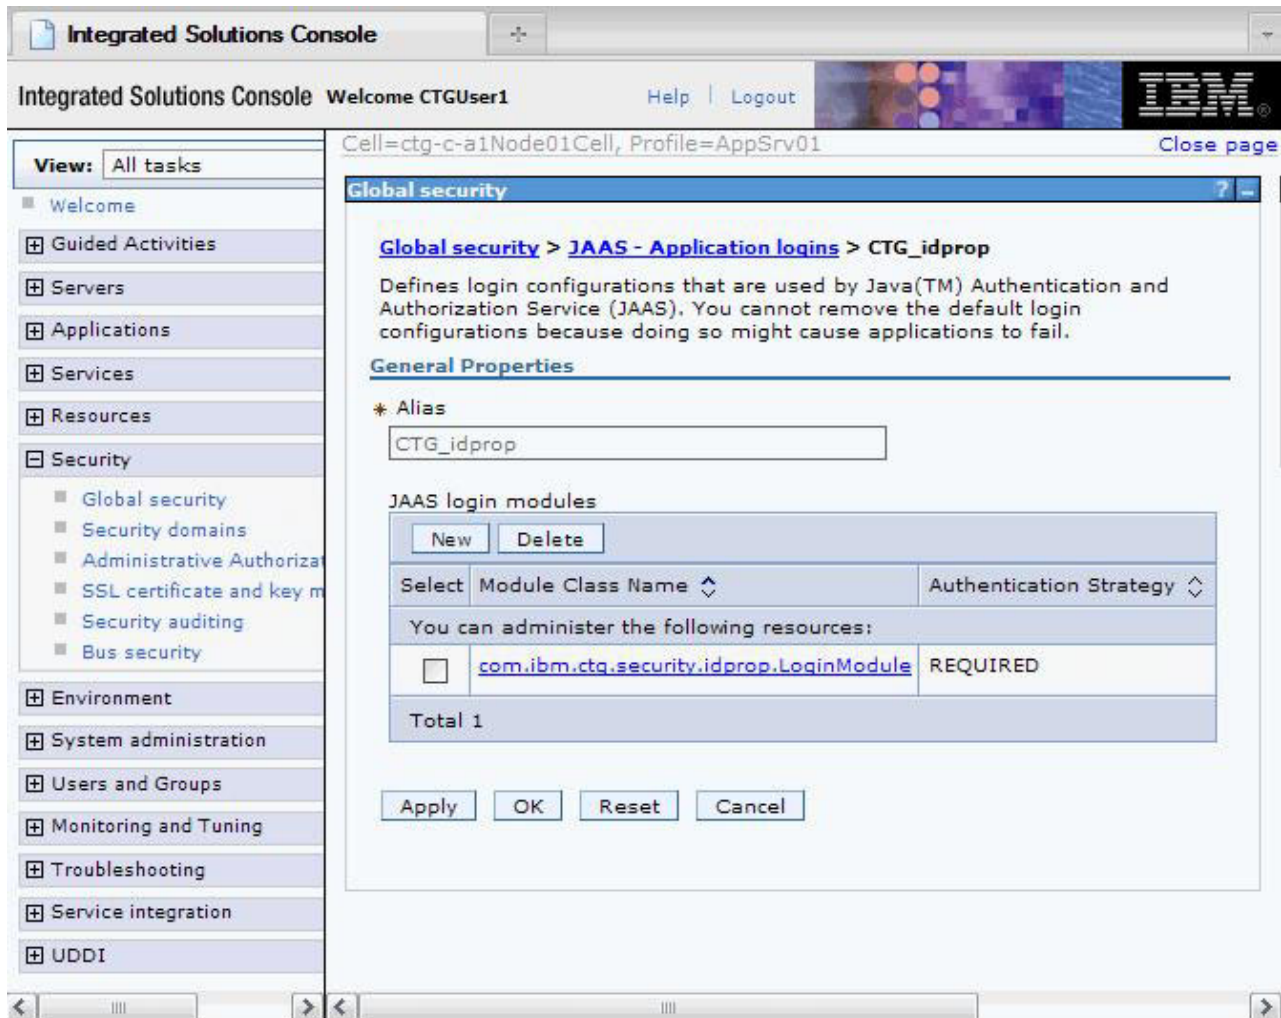 Integrated Solutions Console
Integrated Solutions Console Welcome CTGUser1 Help Logout IBM®
View: All tasks
Welcome
Guided Activities
Servers
Applications
Services
Resources
Security
Global security
Security domains
Administrative Authorizat
SSL certificate and key m
Security auditing
Bus security
Environment
System administration
Users and Groups
Monitoring and Tuning
Troubleshooting
Service integration
UDDI
Cell=ctg-c-a1Node01Cell, Profile=AppSrv01
Close page
Global security ? -
Global security > JAAS - Application logins > CTG_idprop
Defines login configurations that are used by Java(TM) Authentication and
Authorization Service (JAAS). You cannot remove the default login
configurations because doing so might cause applications to fail.
General Properties
* Alias
CTG_idprop
JAAS login modules
New Delete
Select Module Class Name Authentication Strategy
You can administer the following resources:
com.ibm.ctg.security.idprop.LoginModule REQUIRED
Total 1
Apply OK Reset Cancel